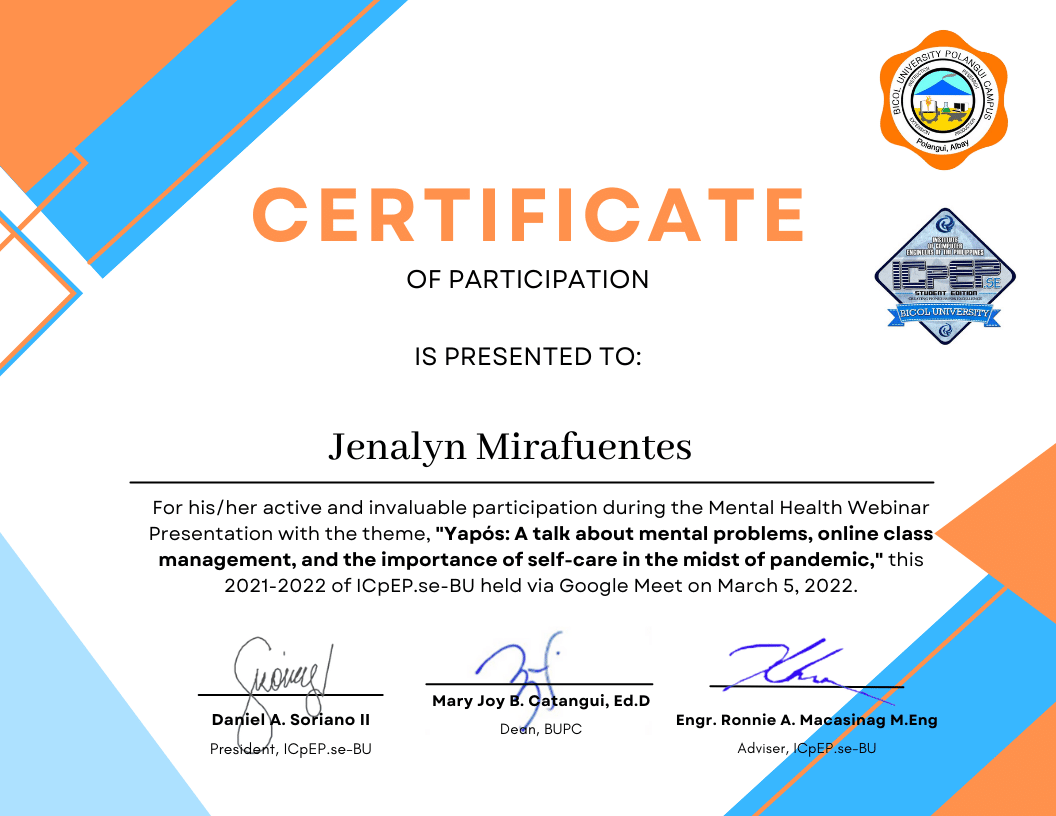 BICOL UNIVERSITY POLANGUI CAMPUS
Polangui, Albay
CERTIFICATE
OF PARTICIPATION
INSTITUTE
OF COMPUTER
ENGINEERS OF THE PHILIPPINES
ICpEP.SE
STUDENT EDITION
BICOL UNIVERSITY
IS PRESENTED TO:
Jenalyn Mirafuentes
For his/her active and invaluable participation during the Mental Health Webinar
Presentation with the theme, "Yapós: A talk about mental problems, online class
management, and the importance of self-care in the midst of pandemic," this
2021-2022 of ICpEP.se-BU held via Google Meet on March 5, 2022.
Daniel A. Soriano II
President, ICpEP.se-BU
Mary Joy B. Catangui, Ed.D
Dean, BUPC
Engr. Ronnie A. Macasinag M.Eng
Adviser, ICpEP.se-BU